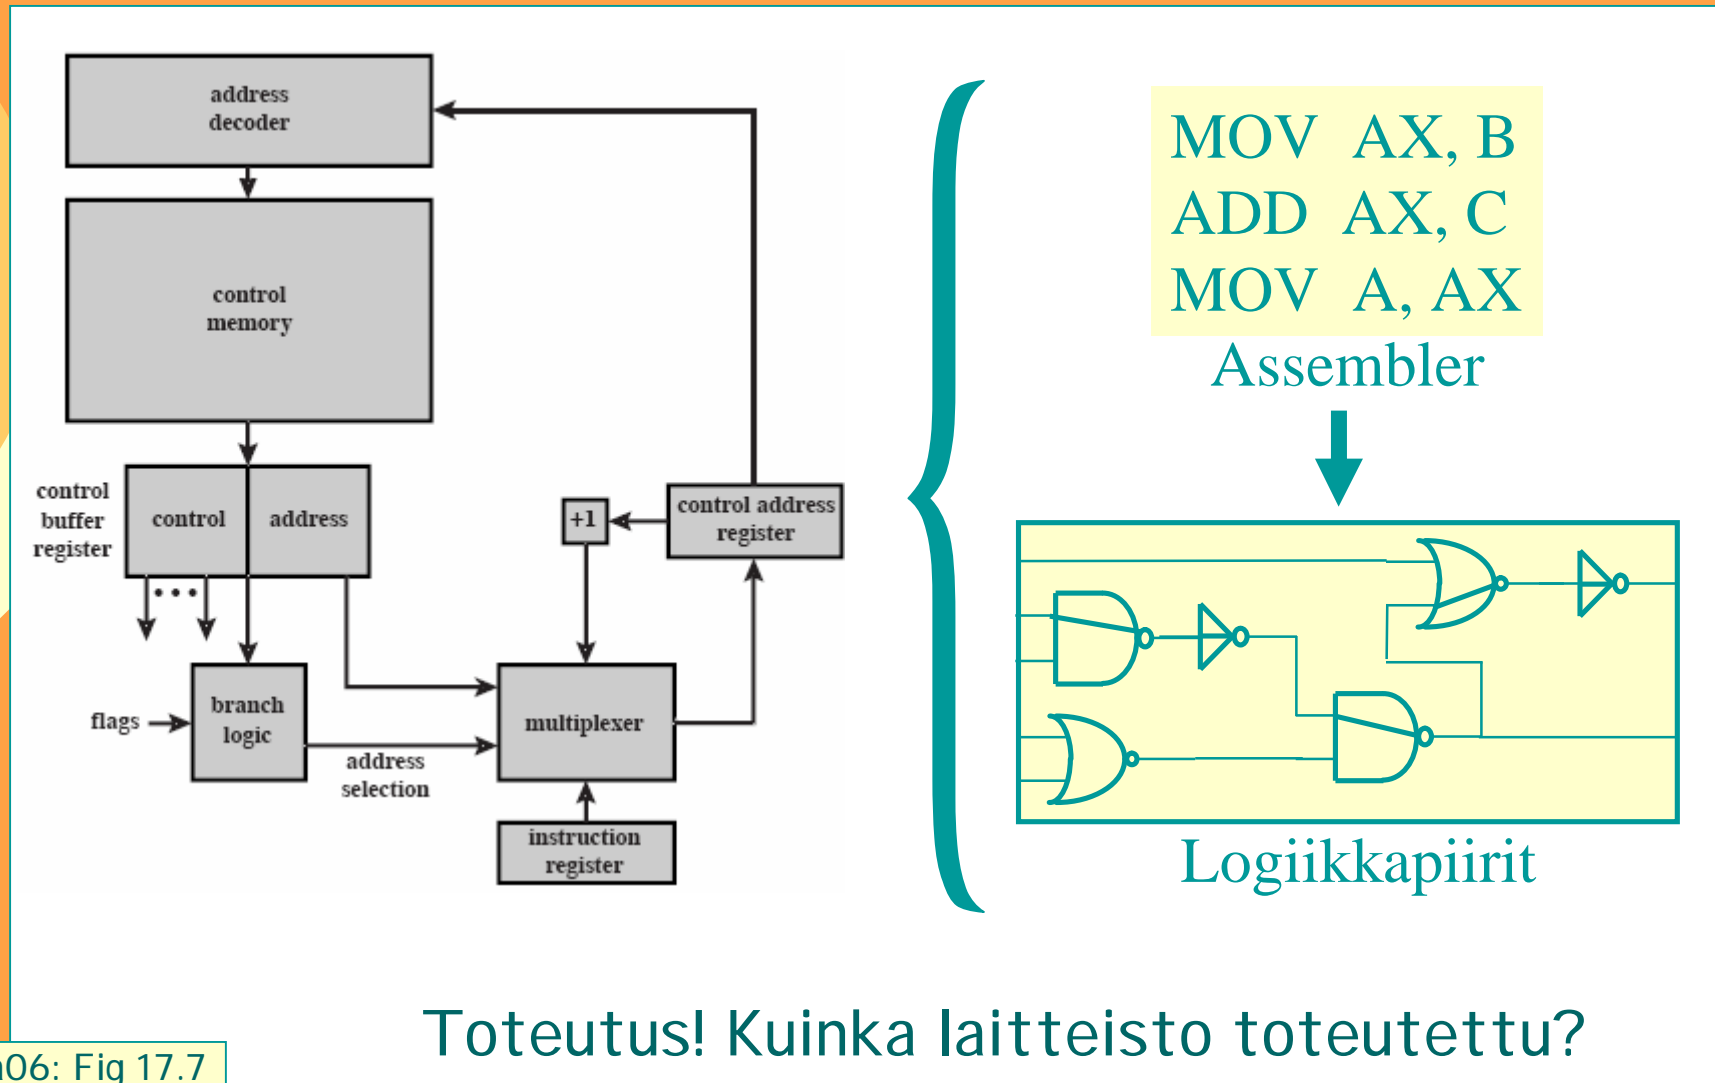 address
decoder
control
memory
control
buffer
register
control
address
flags
branch
logic
address
selection
+1
control address
register
multiplexer
instruction
register
MOV AX, B
ADD AX, C
MOV A, AX
Assembler
Logiikkapiirit
Toteutus! Kuinka laitteisto toteutettu?
Fig 17.7